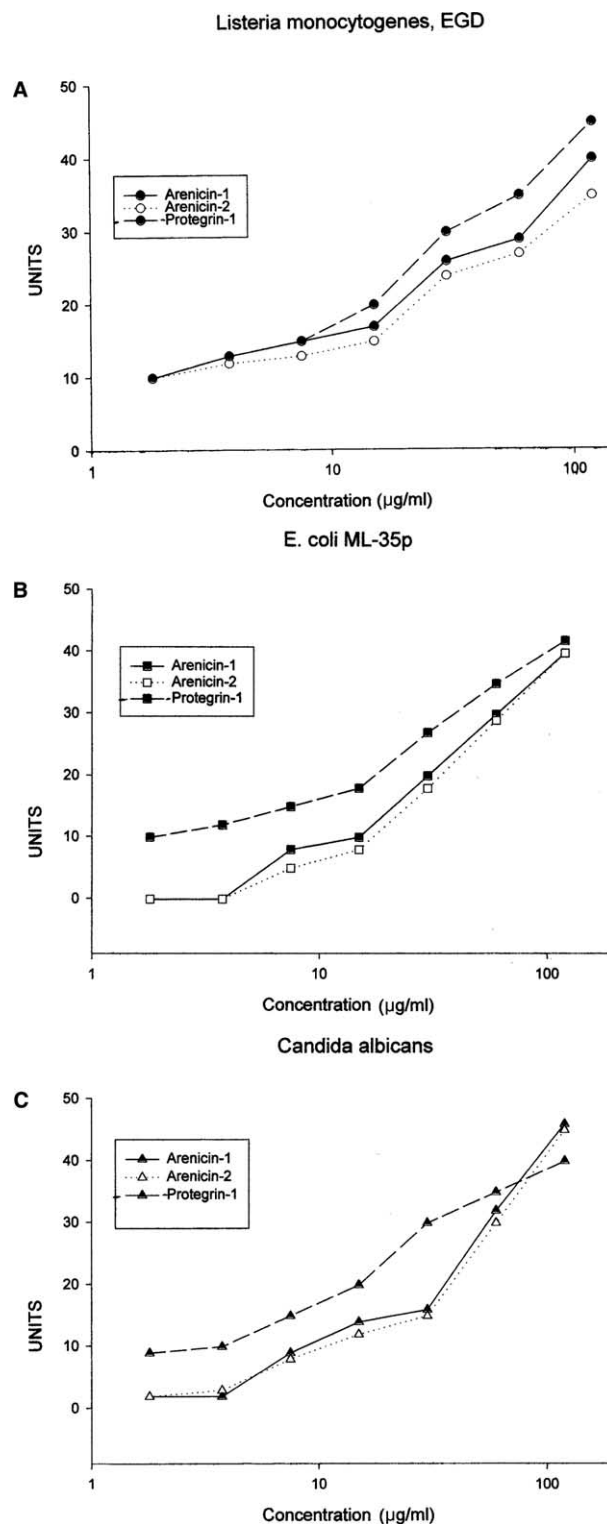 Listeria monocytogenes, EGD
A
50
40
30
20
10
0
UNITS
Arenicin-1
Arenicin-2
Protegrin-1
1
10
100
Concentration (µg/ml)
E. coli ML-35p
B
50
40
30
20
10
0
UNITS
Arenicin-1
Arenicin-2
Protegrin-1
1
10
100
Concentration (µg/ml)
Candida albicans
C
50
40
30
20
10
0
UNITS
Arenicin-1
Arenicin-2
Protegrin-1
1
10
100
Concentration (µg/ml)